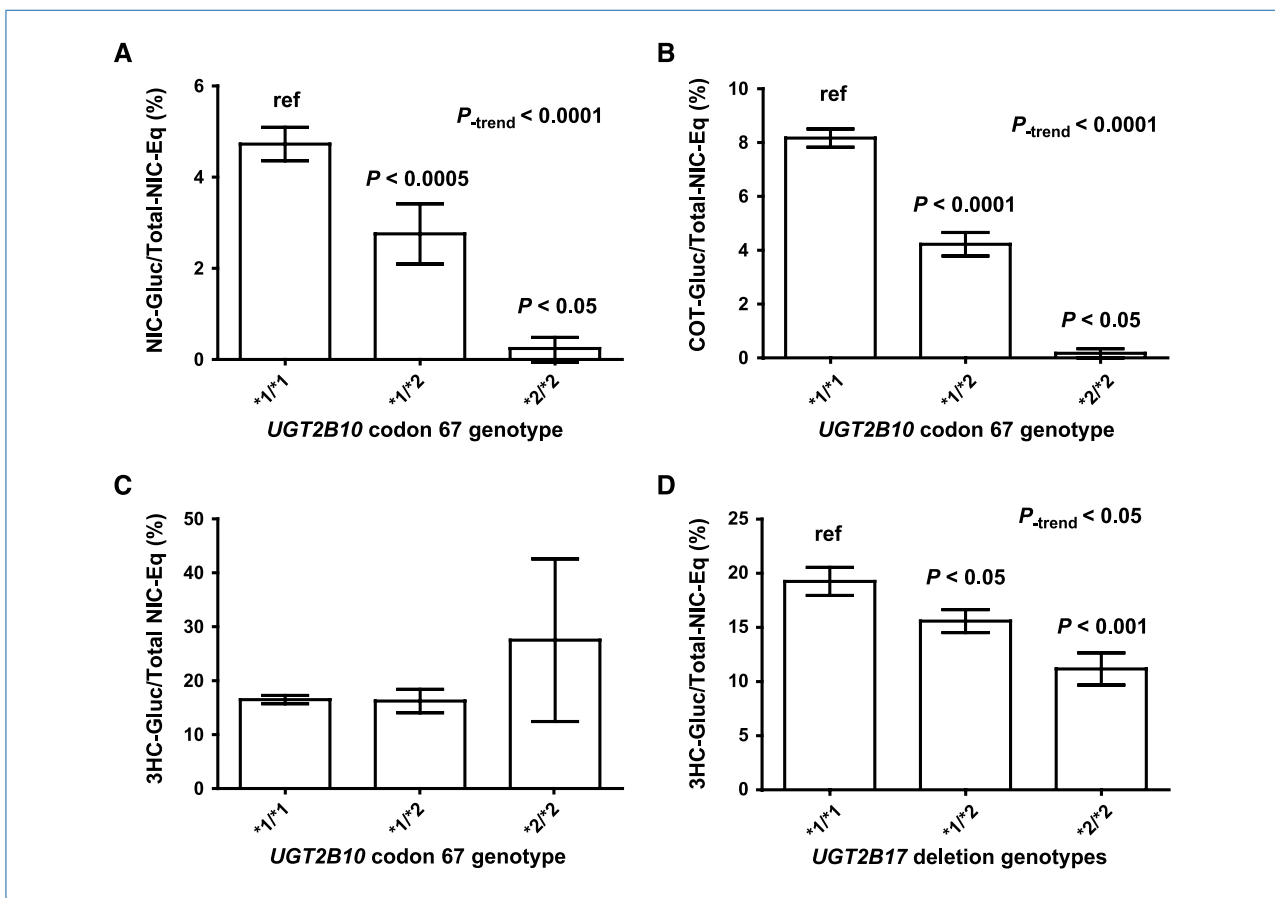 A
NIC-Gluc/Total-NIC-Eq (%)
6
4
2
0
ref
P-trend < 0.0001
P < 0.0005
P < 0.05
*1/*1
*1/*2
*2/*2
UGT2B10 codon 67 genotype
B
COT-Gluc/Total-NIC-Eq (%)
10
8
6
4
2
0
ref
P-trend < 0.0001
P < 0.0001
P < 0.05
*1/*1
*1/*2
*2/*2
UGT2B10 codon 67 genotype
C
3HC-Gluc/Total NIC-Eq (%)
50
40
30
20
10
0
*1/*1
*1/*2
*2/*2
UGT2B10 codon 67 genotype
D
3HC-Gluc/Total-NIC-Eq (%)
25
20
15
10
5
0
ref
P-trend < 0.05
P < 0.05
P < 0.001
*1/*1
*1/*2
*2/*2
UGT2B17 deletion genotypes